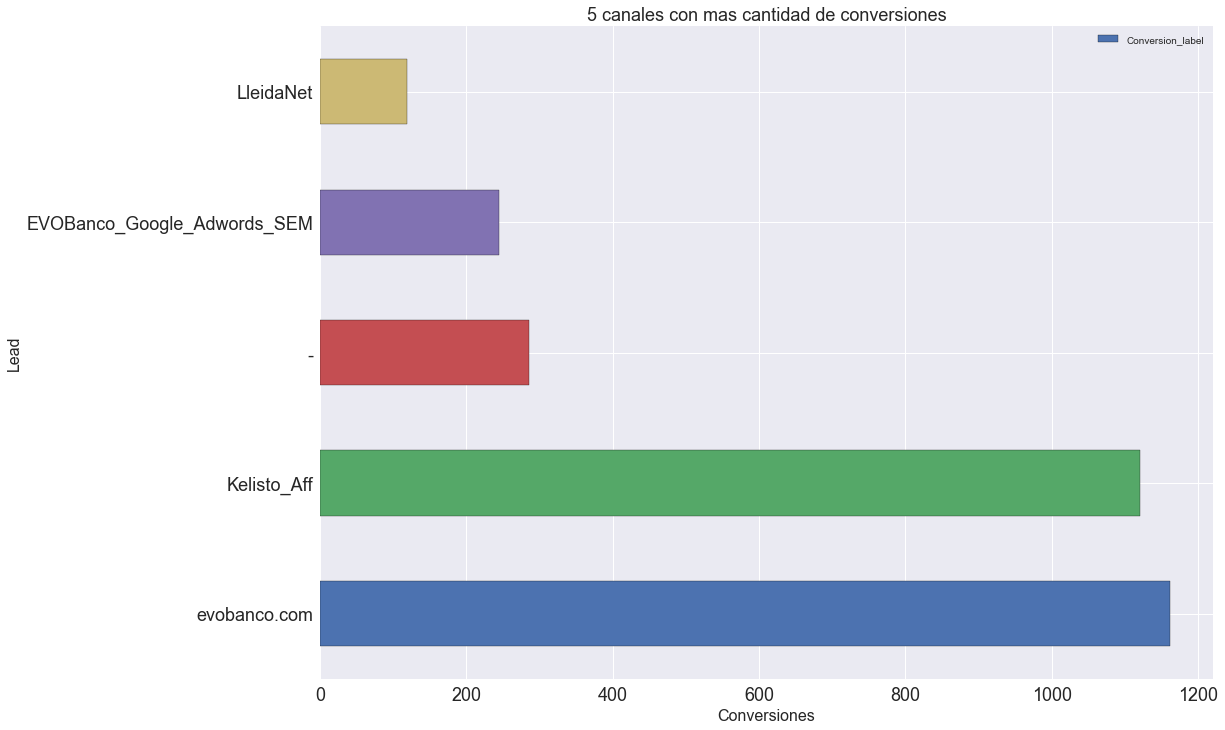 5 canales con mas cantidad de conversiones
Conversion_label
LleidaNet
EVOBanco_Google_Adwords_SEM
-
Kelisto_Aff
evobanco.com
Lead
0 200 400 600 800 1000 1200
Conversiones